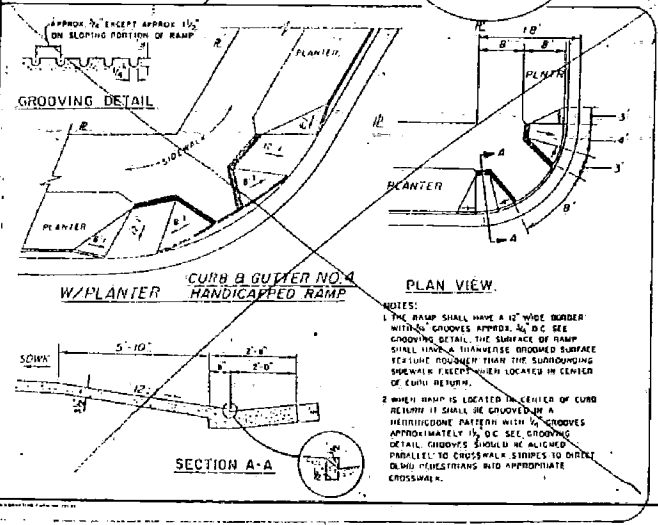 APPROX. 3/4" EXCEPT APPROX 1 1/2"
ON SLOPING PORTION OF RAMP
1/4"
GROOVING DETAIL
PLANTER
SIDEWALK
PLANTER
W/PLANTER
CURB & GUTTER NO. 4
HANDICAPPED RAMP
18'
8'
8'
PLNTR
3'
4'
3'
8'
A
A
PLANTER
PLAN VIEW.
NOTES:
1. THE RAMP SHALL HAVE A 12" WIDE BORDER
WITH 1/4" GROOVES APPROX. 3/4" O.C. SEE
GROOVING DETAIL. THE SURFACE OF RAMP
SHALL HAVE A TRANVERSE BROOMED SURFACE
TEXTURE ROUGHER THAN THE SURROUNDING
SIDEWALK EXCEPT WHEN LOCATED IN CENTER
OF CURB RETURN.
2. WHEN RAMP IS LOCATED IN CENTER OF CURB
RETURN IT SHALL BE GROOVED IN A
HERRINGBONE PATTERN WITH 1/4" GROOVES
APPROXIMATELY 1 1/2" O.C. SEE GROOVING
DETAIL. GROOVES SHOULD BE ALIGNED
PARALLEL TO CROSSWALK STRIPES TO DIRECT
BLIND PEDESTRIANS INTO APPROPRIATE
CROSSWALK.
SDWK
5'-10"
2'-0"
12
SECTION A-A